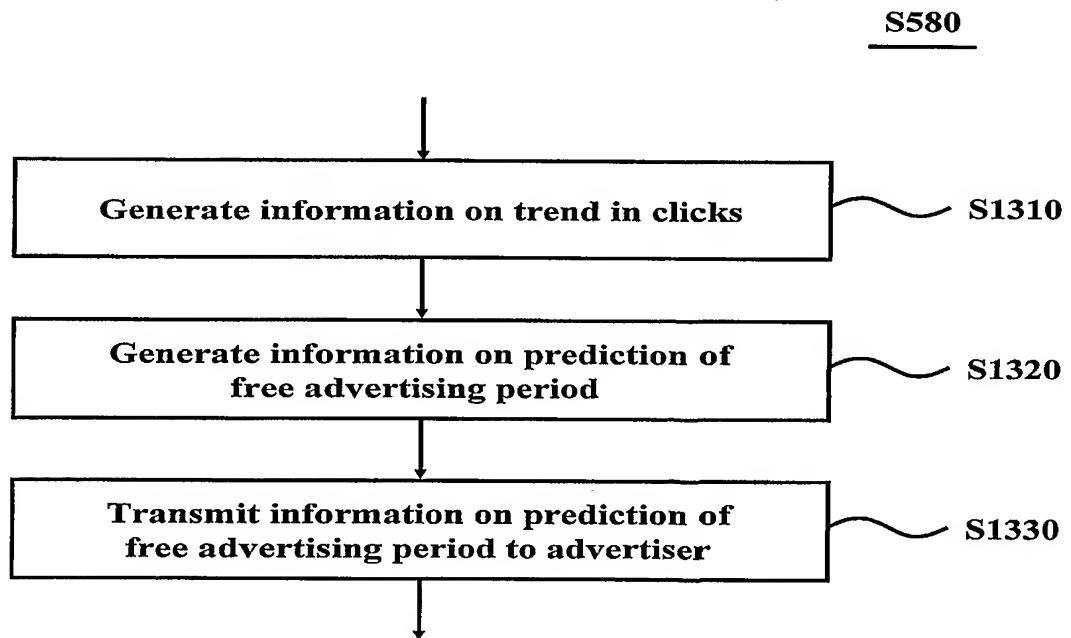 S580
Generate information on trend in clicks
S1310
Generate information on prediction of
free advertising period
S1320
Transmit information on prediction of
free advertising period to advertiser
S1330